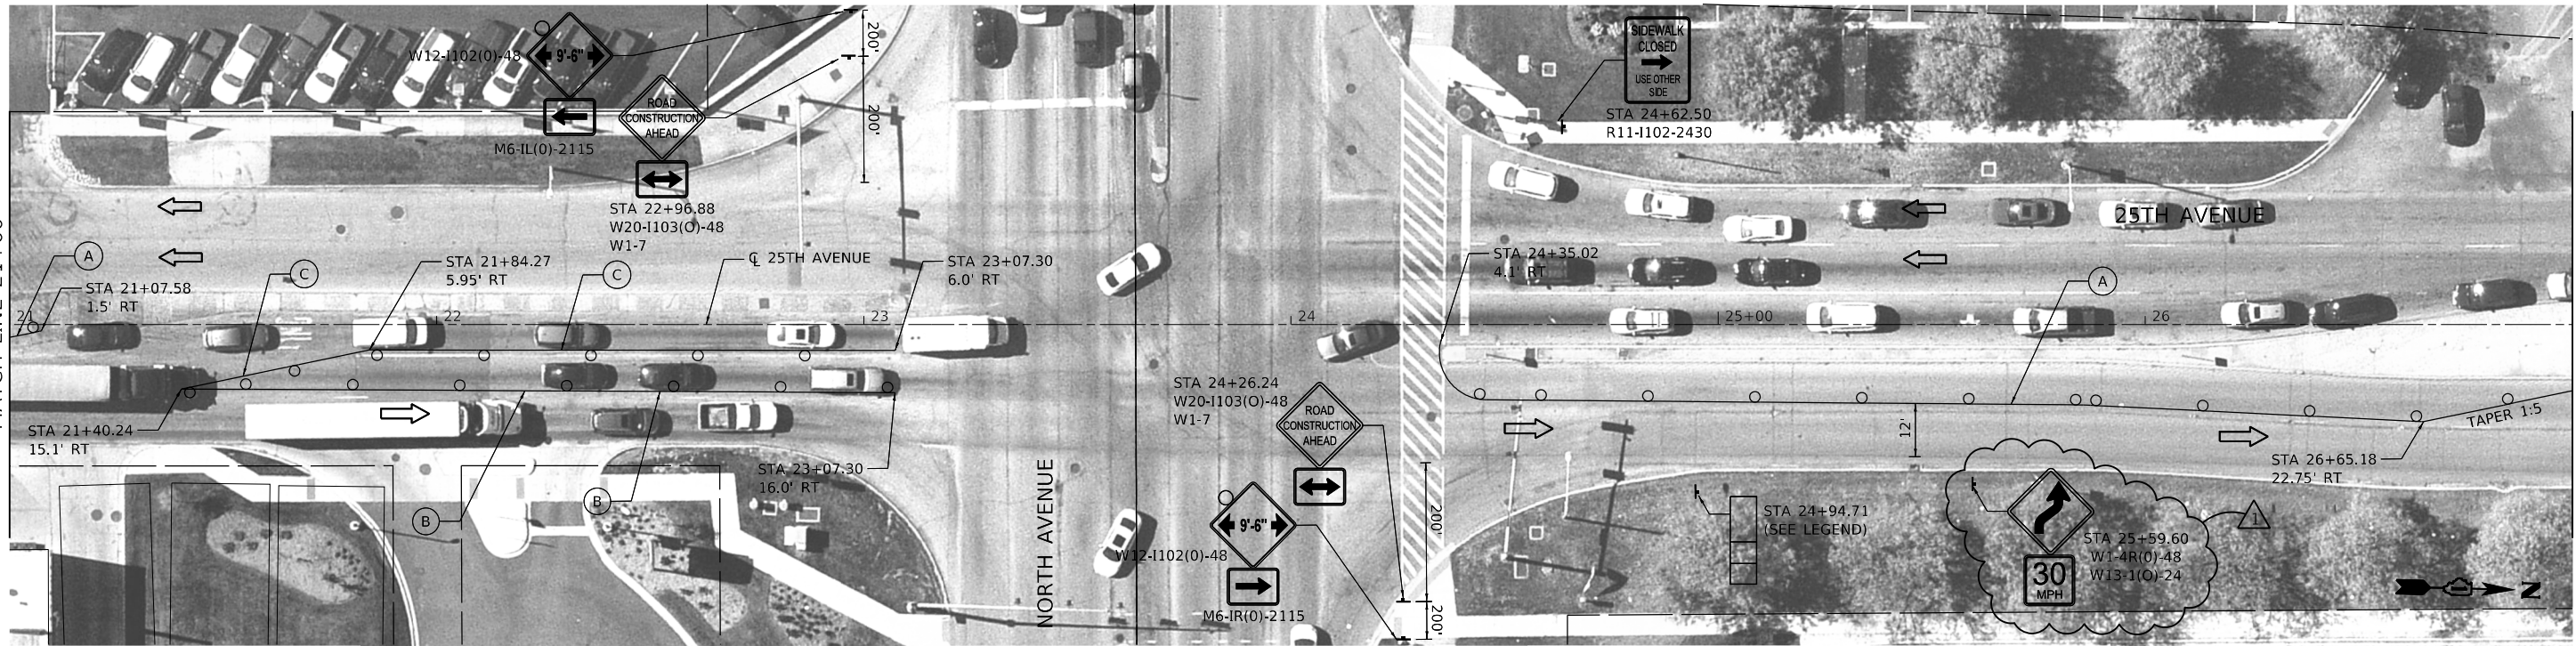 W12-I102(0)-48
9'-6"
M6-IL(0)-2115
ROAD
CONSTRUCTION
AHEAD
STA 22+96.88
W20-I103(O)-48
W1-7
200'
200'
SIDEWALK
CLOSED
USE OTHER
SIDE
STA 24+62.50
R11-I102-2430
25TH AVENUE
A
STA 21+07.58
1.5' RT
C
STA 21+84.27
5.95' RT
C
℄ 25TH AVENUE
STA 23+07.30
6.0' RT
STA 24+35.02
4.1' RT
A
21
22
23
24
25+00
26
STA 21+40.24
15.1' RT
B
B
STA 23+07.30
16.0' RT
NORTH AVENUE
STA 24+26.24
W20-I103(O)-48
W1-7
ROAD
CONSTRUCTION
AHEAD
9'-6"
W12-I102(0)-48
M6-IR(0)-2115
200'
200'
12'
TAPER 1:5
STA 26+65.18
22.75' RT
STA 24+94.71
(SEE LEGEND)
STA 25+59.60
W1-4R(0)-48
W13-1(O)-24
30
MPH
1
N